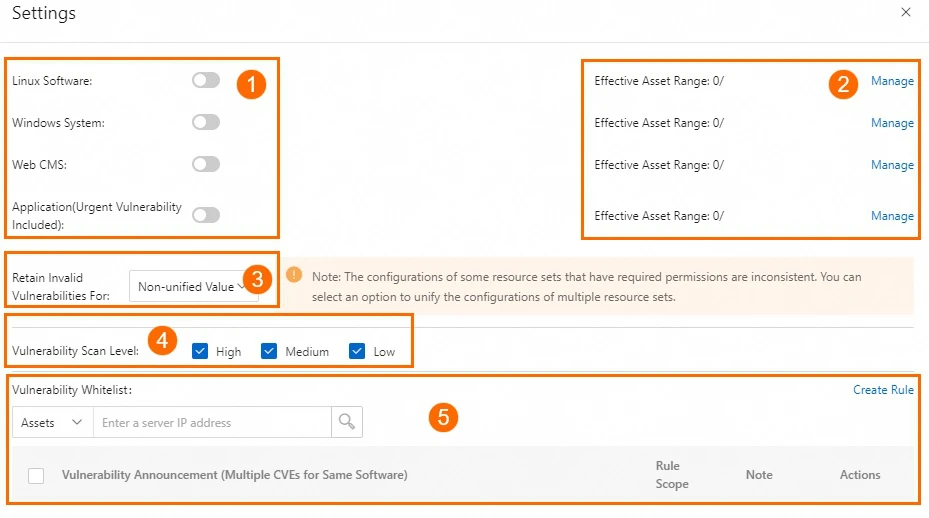 Settings
Linux Software:
1
Effective Asset Range: 0/
2
Manage
Windows System:
Effective Asset Range: 0/
Manage
Web CMS:
Effective Asset Range: 0/
Manage
Application(Urgent Vulnerability
Included):
Effective Asset Range: 0/
Manage
Retain Invalid
Vulnerabilities For:
Non-unified Value
3
Note: The configurations of some resource sets that have required permissions are inconsistent. You can
select an option to unify the configurations of multiple resource sets.
Vulnerability Scan Level:
4
High
Medium
Low
Vulnerability Whitelist:
Create Rule
Assets
Enter a server IP address
5
Vulnerability Announcement (Multiple CVEs for Same Software)
Rule
Scope
Note
Actions